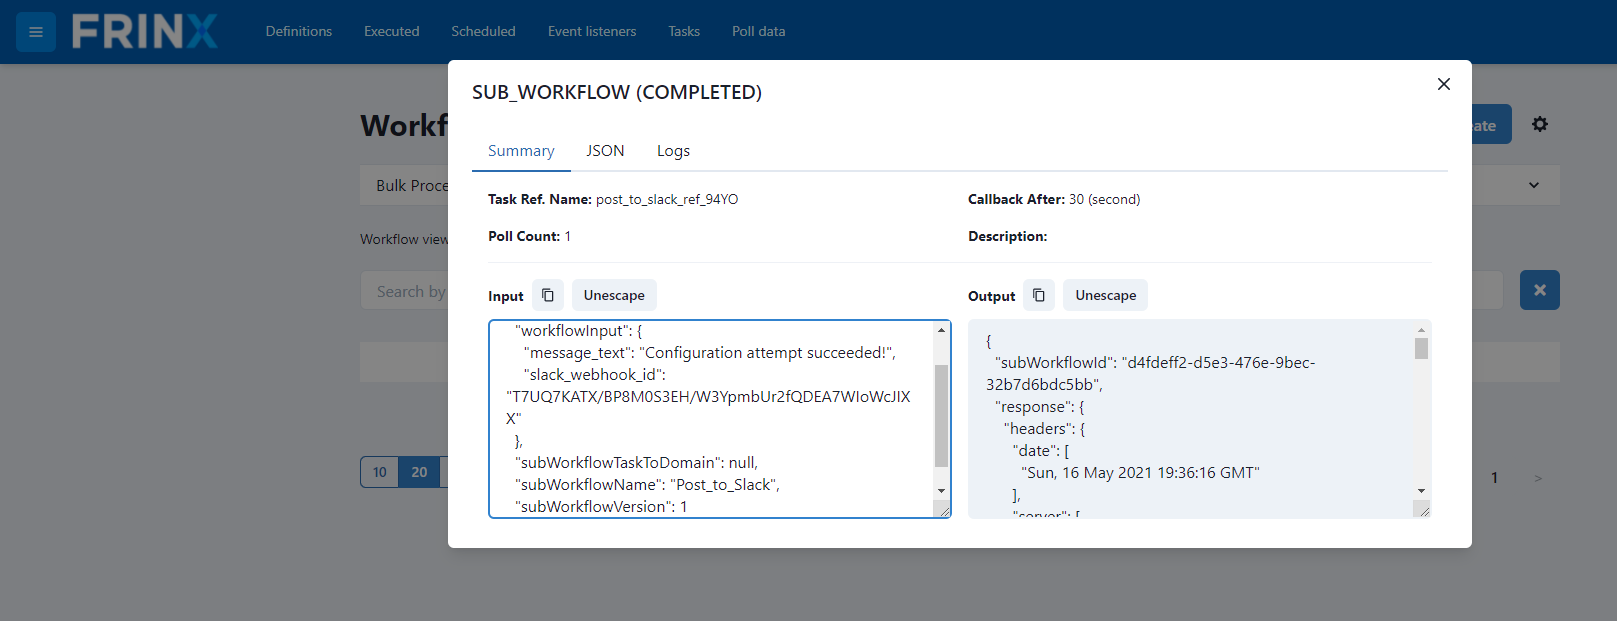 FRINX
Definitions Executed Scheduled Event listeners Tasks Poll data
SUB_WORKFLOW (COMPLETED)
Workf
ate
Summary JSON Logs
Bulk Proce
Task Ref. Name: post_to_slack_ref_94YO
Callback After: 30 (second)
Workflow view
Poll Count: 1
Description:
Search by
Input Unescape
Output Unescape
"workflowInput": {
"message_text": "Configuration attempt succeeded!",
"slack_webhook_id":
"T7UQ7KATX/BP8M0S3EH/W3YpmbUr2fQDEA7WIoWcJIX
X"
},
"subWorkflowTaskToDomain": null,
"subWorkflowName": "Post_to_Slack",
"subWorkflowVersion": 1
{
"subWorkflowId": "d4fdeff2-d5e3-476e-9bec-
32b7d6bdc5bb",
"response": {
"headers": {
"date": [
"Sun, 16 May 2021 19:36:16 GMT"
],
"server": [
10 20
1 >